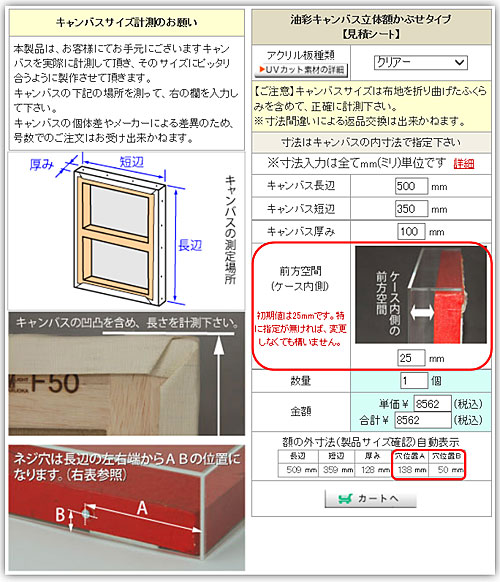 キャンバスサイズ計測のお願い
本製品は、お客様にてお手元にございますキャン
バスを実際に計測して頂き、そのサイズにピッタリ
合うように製作させて頂きます。
キャンバスの下記の場所を測って、右の欄を入力し
て下さい。
キャンバスの個体差やメーカーによる差異のため、
号数でのご注文はお受け出来かねます。
厚み
短辺
長辺
キャンバスの測定場所
キャンバスの凹凸を含め、長さを計測下さい。
F50
ネジ穴は長辺の左右端からＡＢの位置に
なります。（右表参照）
A
B
油彩キャンバス立体額かぶせタイプ
【見積シート】
アクリル板種類
▶UVカット素材の詳細
クリアー
【ご注意】キャンバスサイズは布地を折り曲げたふくら
みを含めて、正確に計測下さい。
※寸法間違いによる返品交換は出来かねます。
寸法はキャンバスの内寸法で指定下さい
※寸法入力は全てmm(ミリ)単位です 詳細
キャンバス長辺 500 mm
キャンバス短辺 350 mm
キャンバス厚み 100 mm
前方空間
(ケース内側)
初期値は25mmです。特
に指定が無ければ、変更
しなくても構いません。
ケース内側の
前方空間
25 mm
数量 1 個
金額
単価￥ 8562 (税込)
合計￥ 8562 (税込)
額の外寸法(製品サイズ確認)自動表示
長辺 短辺 厚み 穴位置A 穴位置B
509 mm 359 mm 128 mm 138 mm 50 mm
カートへ